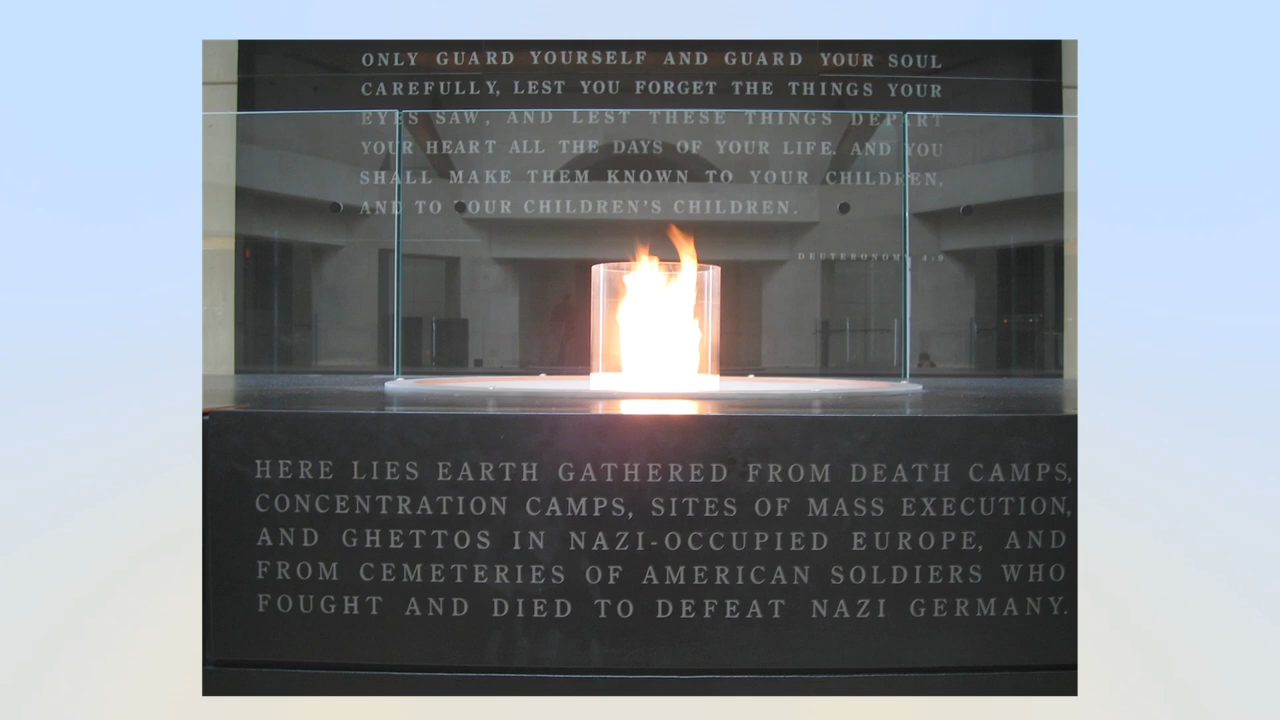 ONLY GUARD YOURSELF AND GUARD YOUR SOUL
CAREFULLY, LEST YOU FORGET THE THINGS YOUR
EYES SAW, AND LEST THESE THINGS DEPART
YOUR HEART ALL THE DAYS OF YOUR LIFE. AND YOU
SHALL MAKE THEM KNOWN TO YOUR CHILDREN,
AND TO YOUR CHILDREN'S CHILDREN.
DEUTERONOMY 4:9
HERE LIES EARTH GATHERED FROM DEATH CAMPS,
CONCENTRATION CAMPS, SITES OF MASS EXECUTION,
AND GHETTOS IN NAZI-OCCUPIED EUROPE, AND
FROM CEMETERIES OF AMERICAN SOLDIERS WHO
FOUGHT AND DIED TO DEFEAT NAZI GERMANY.